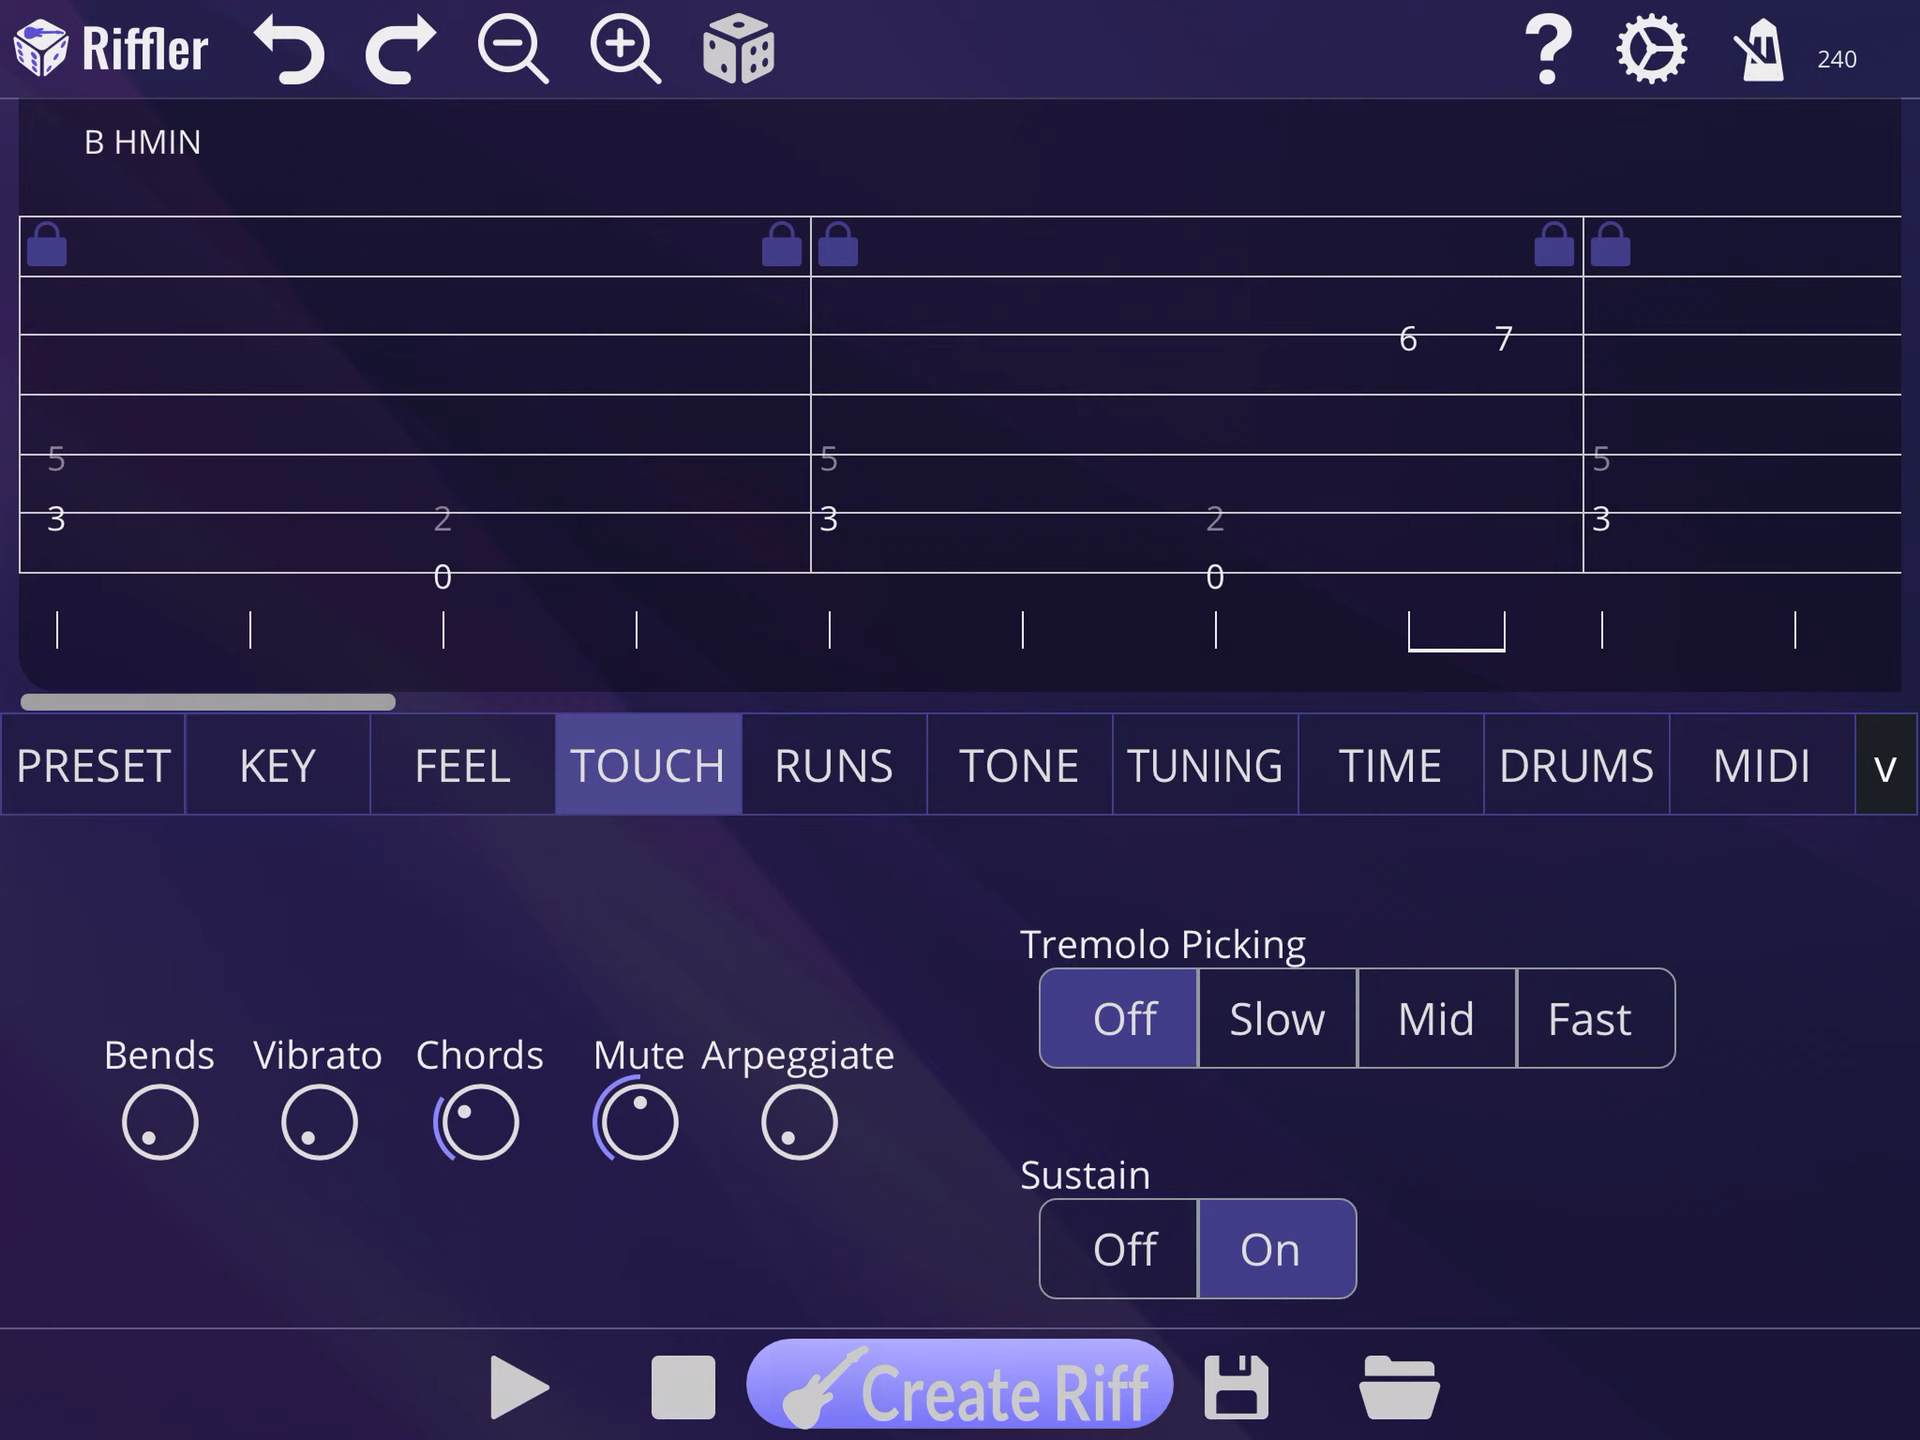 Riffler
240
B HMIN
6 7
5 5 5
3 2 3 2 3
0 0
PRESET KEY FEEL TOUCH RUNS TONE TUNING TIME DRUMS MIDI v
Tremolo Picking
Off Slow Mid Fast
Bends Vibrato Chords Mute Arpeggiate
Sustain
Off On
Create Riff